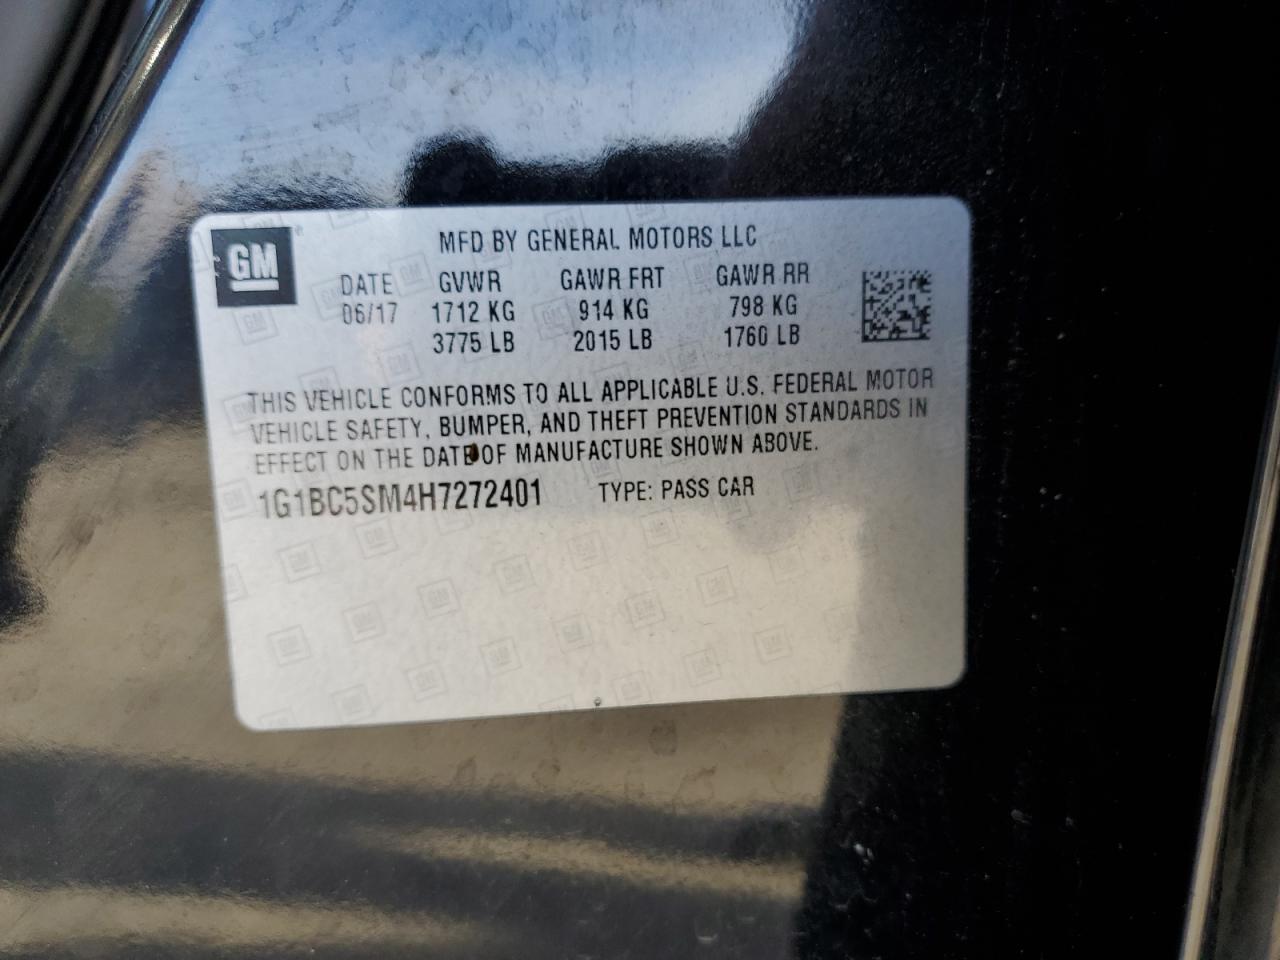 GM
MFD BY GENERAL MOTORS LLC
DATE GVWR GAWR FRT GAWR RR
06/17 1712 KG 914 KG 798 KG
3775 LB 2015 LB 1760 LB
THIS VEHICLE CONFORMS TO ALL APPLICABLE U.S. FEDERAL MOTOR
VEHICLE SAFETY, BUMPER, AND THEFT PREVENTION STANDARDS IN
EFFECT ON THE DATE OF MANUFACTURE SHOWN ABOVE.
1G1BC5SM4H7272401 TYPE: PASS CAR